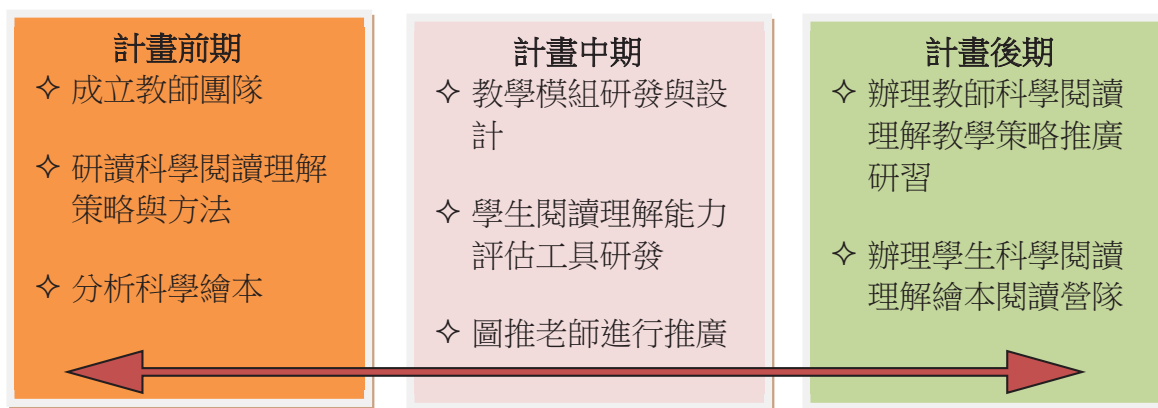 計畫前期
✧ 成立教師團隊
✧ 研讀科學閱讀理解
策略與方法
✧ 分析科學繪本
計畫中期
✧ 教學模組研發與設
計
✧ 學生閱讀理解能力
評估工具研發
✧ 圖推老師進行推廣
計畫後期
✧ 辦理教師科學閱讀
理解教學策略推廣
研習
✧ 辦理學生科學閱讀
理解繪本閱讀營隊